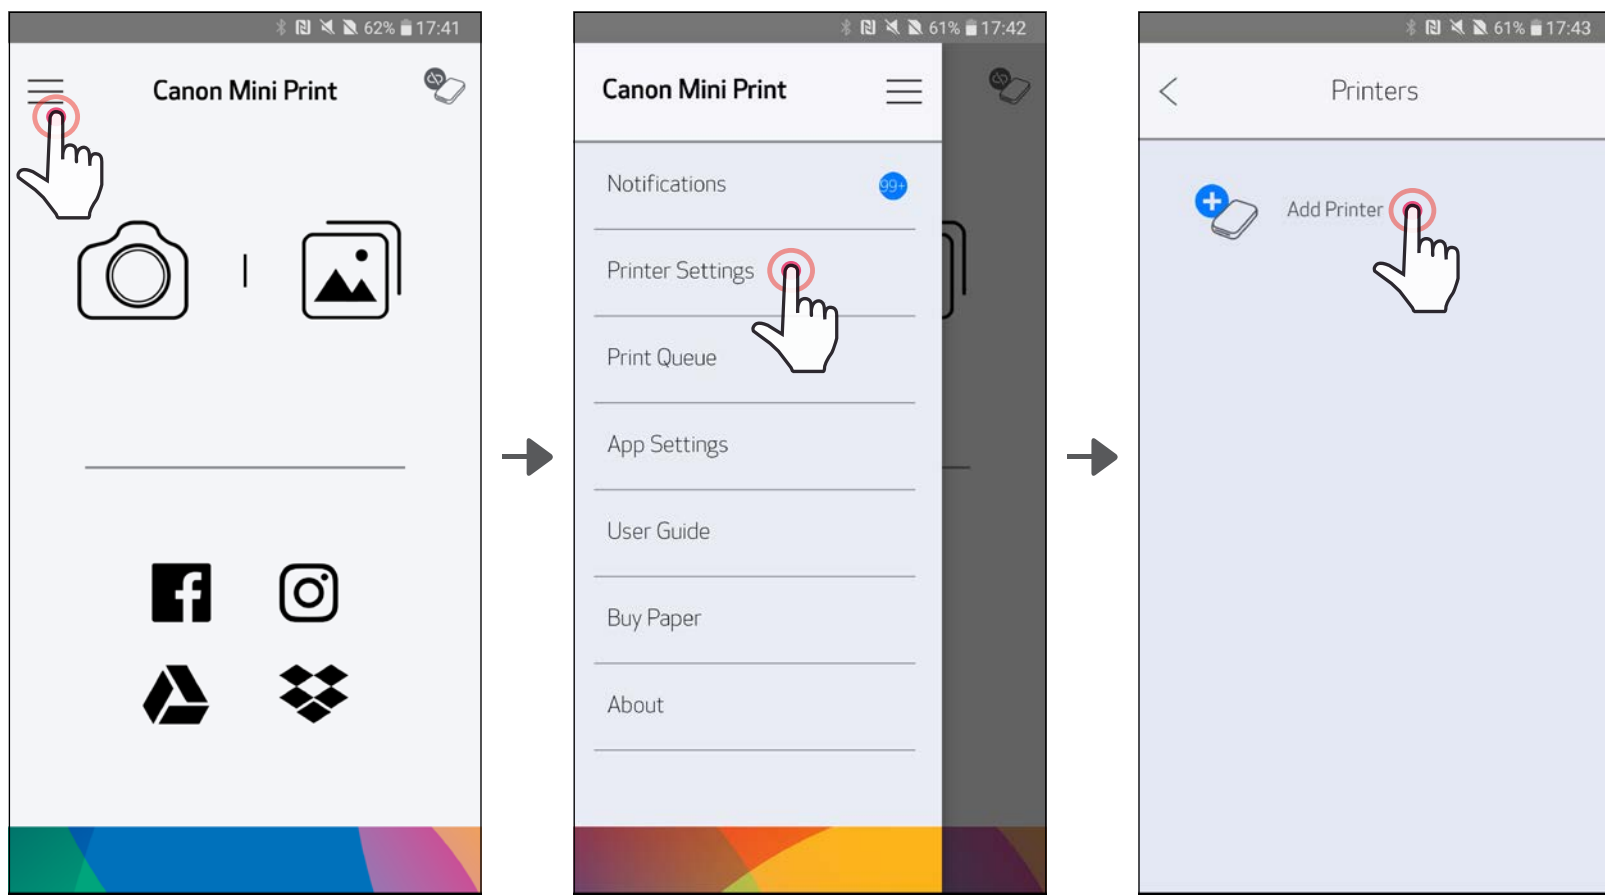 62% 17:41
Canon Mini Print
61% 17:42
Canon Mini Print
Notifications 99+
Printer Settings
Print Queue
App Settings
User Guide
Buy Paper
About
61% 17:43
Printers
Add Printer